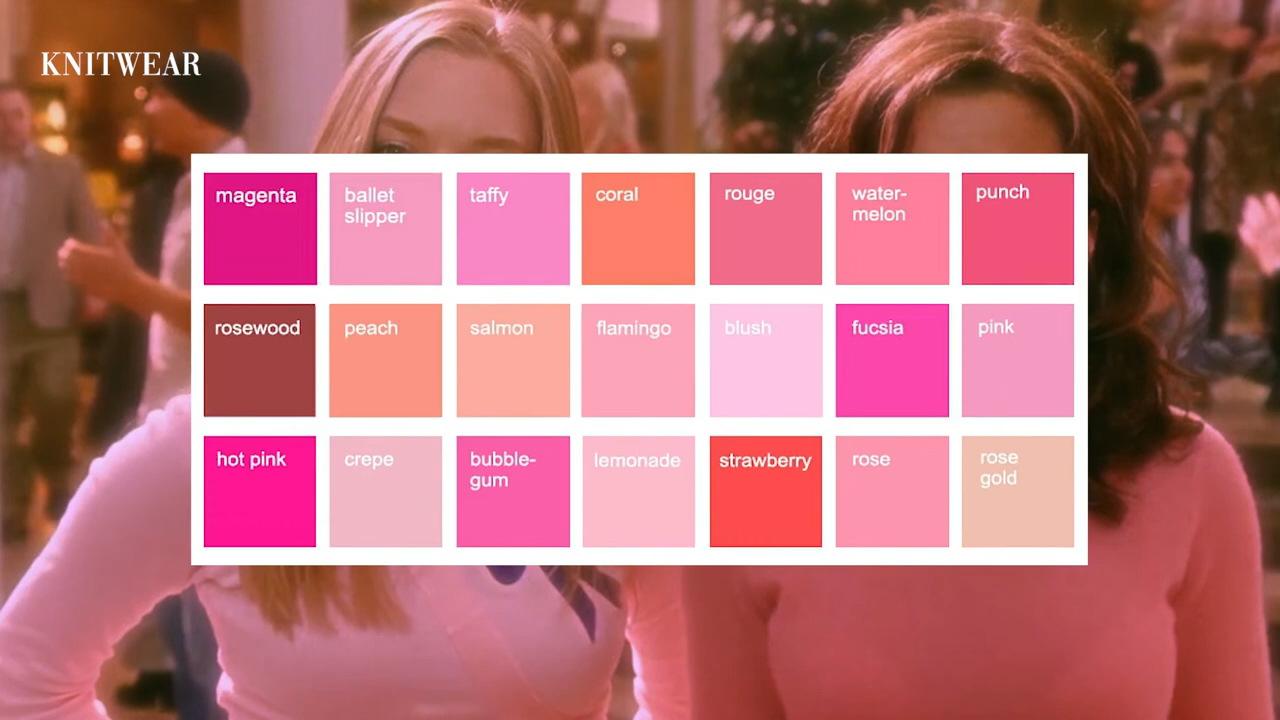 KNITWEAR
magenta
ballet
slipper
taffy
coral
rouge
water-
melon
punch
rosewood
peach
salmon
flamingo
blush
fucsia
pink
hot pink
crepe
bubble-
gum
lemonade
strawberry
rose
rose
gold